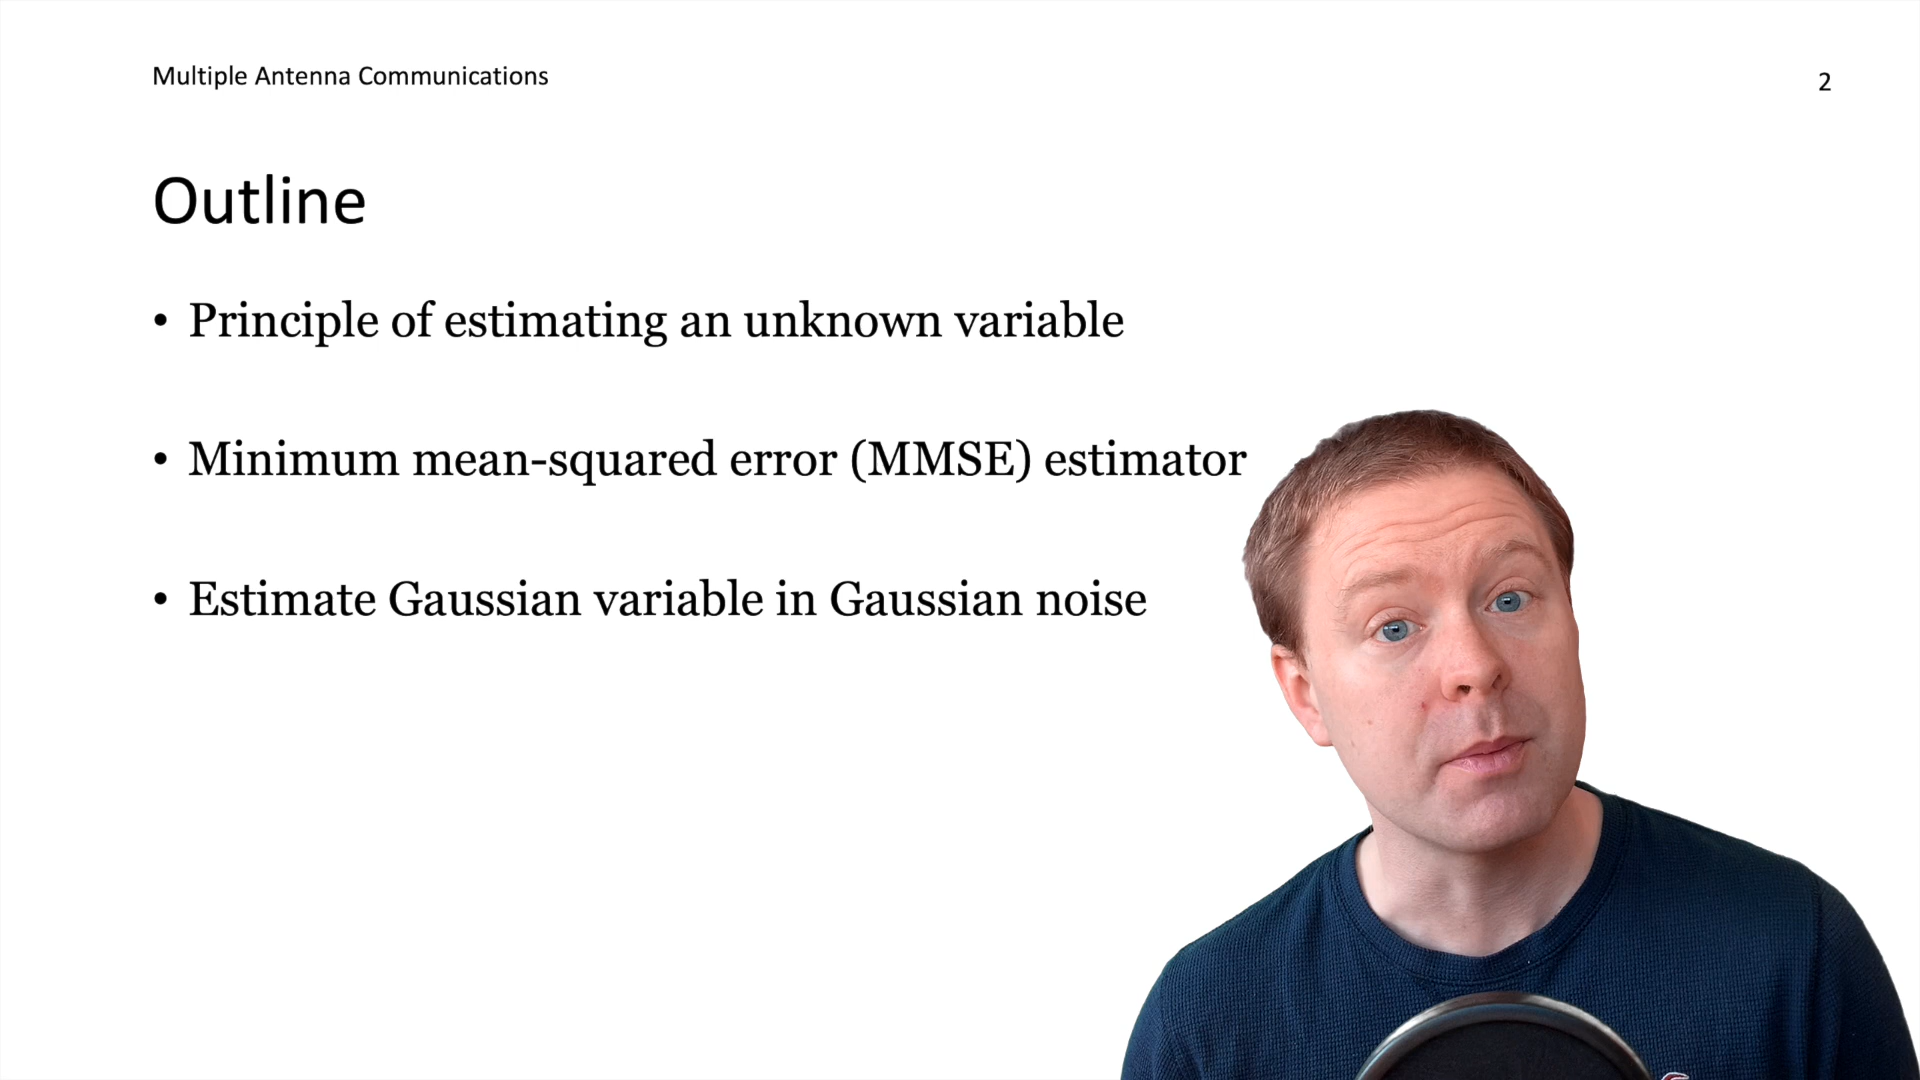 Multiple Antenna Communications
2
Outline
• Principle of estimating an unknown variable
• Minimum mean-squared error (MMSE) estimator
• Estimate Gaussian variable in Gaussian noise